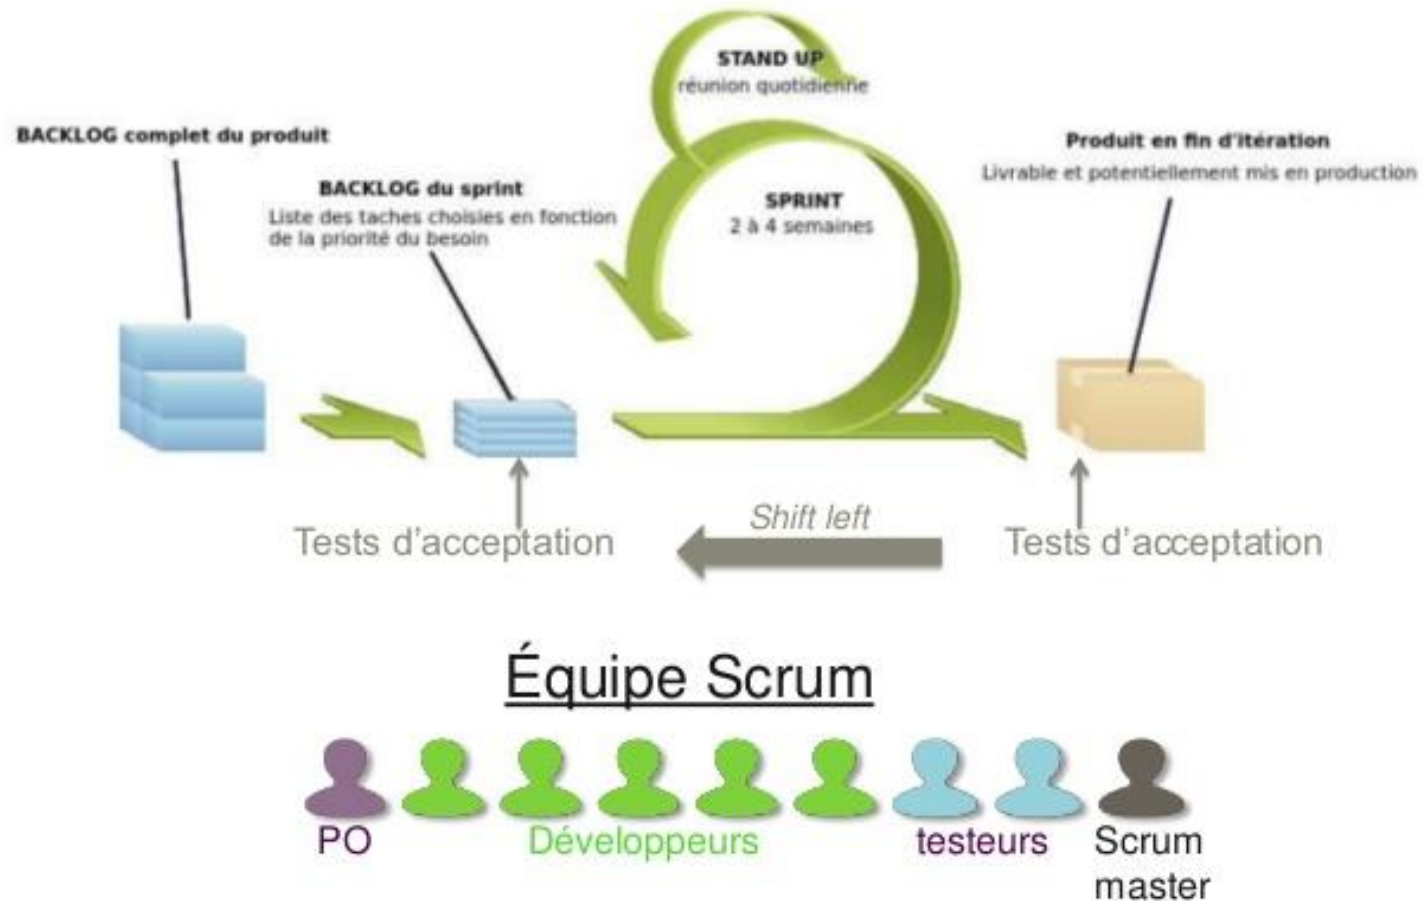 STAND UP
réunion quotidienne
BACKLOG complet du produit
BACKLOG du sprint
Liste des taches choisies en fonction
de la priorité du besoin
SPRINT
2 à 4 semaines
Produit en fin d'itération
Livrable et potentiellement mis en production
Tests d'acceptation
Shift left
Tests d'acceptation
Équipe Scrum
PO
Développeurs
testeurs
Scrum
master